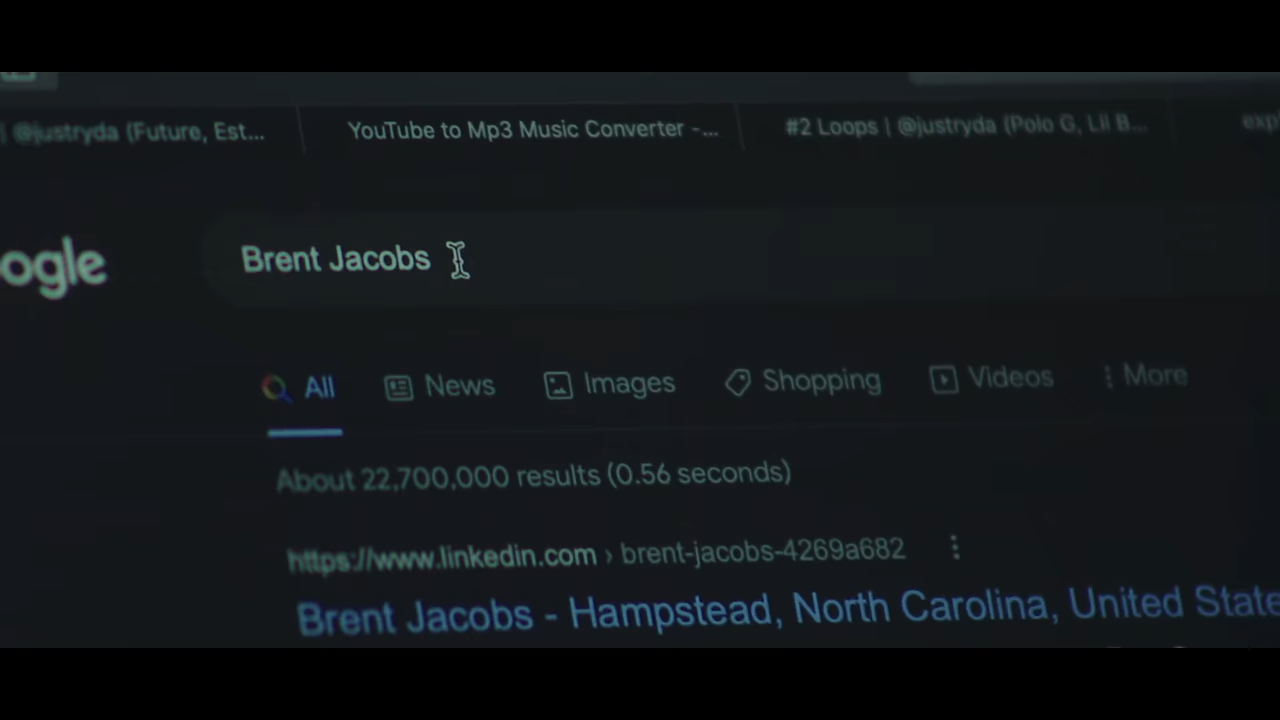 | @justryda (Future, Est... YouTube to Mp3 Music Converter -... #2 Loops | @justryda (Polo G, Lil B... exp
ogle Brent Jacobs
All News Images Shopping Videos More
About 22,700,000 results (0.56 seconds)
https://www.linkedin.com › brent-jacobs-4269a682
Brent Jacobs - Hampstead, North Carolina, United State